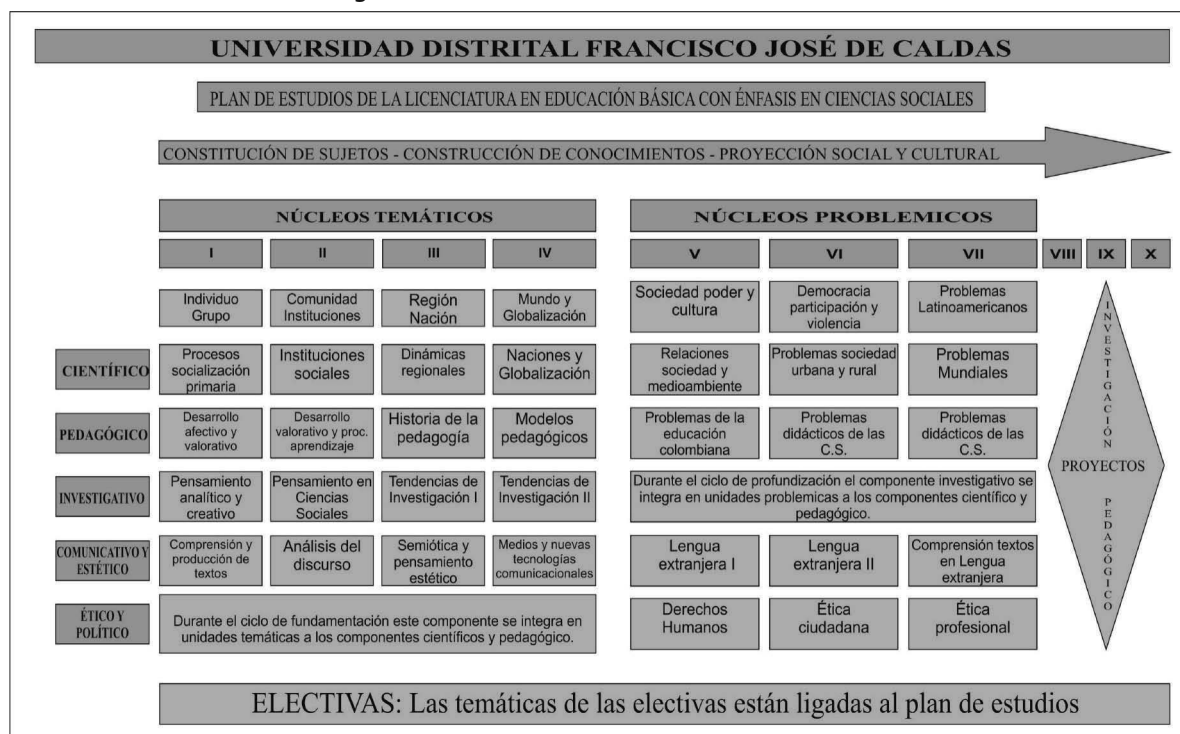 UNIVERSIDAD DISTRITAL FRANCISCO JOSÉ DE CALDAS
PLAN DE ESTUDIOS DE LA LICENCIATURA EN EDUCACIÓN BÁSICA CON ÉNFASIS EN CIENCIAS SOCIALES
CONSTITUCIÓN DE SUJETOS - CONSTRUCCIÓN DE CONOCIMIENTOS - PROYECCIÓN SOCIAL Y CULTURAL
NÚCLEOS TEMÁTICOS
NÚCLEOS PROBLEMICOS
I
II
III
IV
V
VI
VII
VIII
IX
X
Individuo
Grupo
Comunidad
Instituciones
Región
Nación
Mundo y
Globalización
Sociedad poder y
cultura
Democracia
participación y
violencia
Problemas
Latinoamericanos
CIENTÍFICO
Procesos
socialización
primaria
Instituciones
sociales
Dinámicas
regionales
Naciones y
Globalización
Relaciones
sociedad y
medioambiente
Problemas sociedad
urbana y rural
Problemas
Mundiales
PEDAGÓGICO
Desarrollo
afectivo y
valorativo
Desarrollo
valorativo y proc.
aprendizaje
Historia de la
pedagogía
Modelos
pedagógicos
Problemas de la
educación
colombiana
Problemas
didácticos de las
C.S.
Problemas
didácticos de las
C.S.
INVESTIGATIVO
Pensamiento
analítico y
creativo
Pensamiento en
Ciencias
Sociales
Tendencias de
Investigación I
Tendencias de
Investigación II
Durante el ciclo de profundización el componente investigativo se
integra en unidades problemicas a los componentes científico y
pedagógico.
COMUNICATIVO Y
ESTÉTICO
Comprensión y
producción de
textos
Análisis del
discurso
Semiótica y
pensamiento
estético
Medios y nuevas
tecnologías
comunicacionales
Lengua
extranjera I
Lengua
extranjera II
Comprensión textos
en Lengua
extranjera
ÉTICO Y
POLÍTICO
Durante el ciclo de fundamentación este componente se integra en
unidades temáticas a los componentes científicos y pedagógico.
Derechos
Humanos
Ética
ciudadana
Ética
profesional
INVESTIGACIÓN
PROYECTOS
PEDAGÓGICO
ELECTIVAS: Las temáticas de las electivas están ligadas al plan de estudios